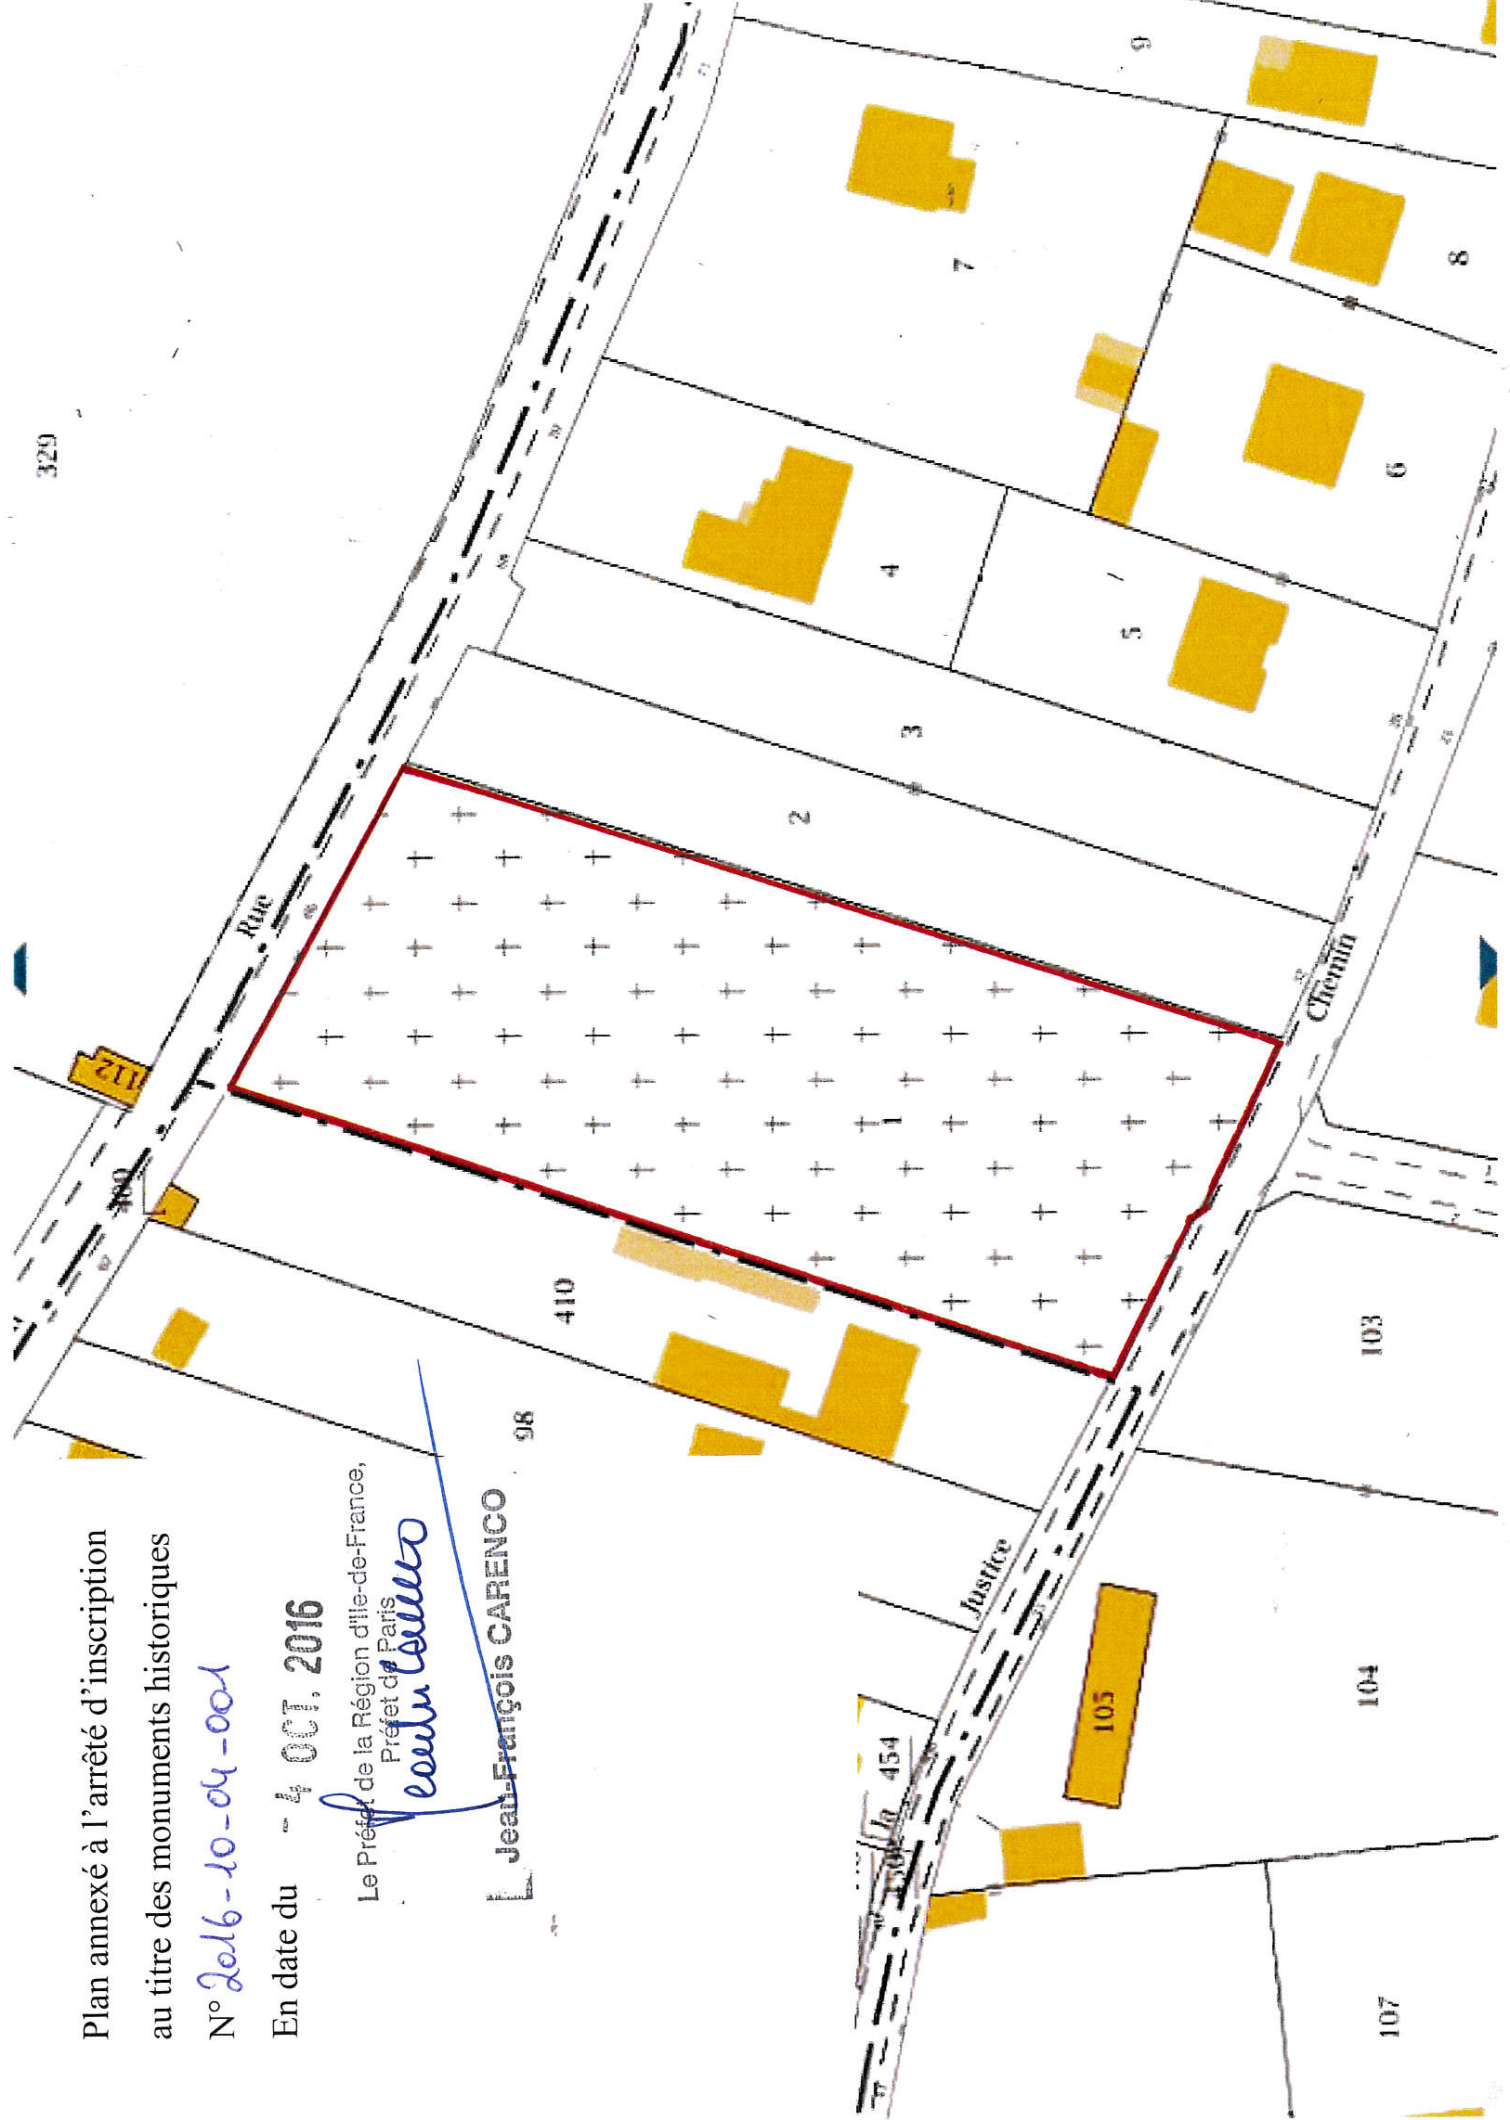 Plan annexé à l'arrêté d'inscription
au titre des monuments historiques
N° 2016-10-04-001
En date du - 4 OCT. 2016
Le Préfet de la Région d'Ile-de-France,
Préfet de Paris
Jean-François CARENCO
329
Rue
112
410
98
1
2
3
4
5
6
7
8
9
Chemin
Justice
la
454
103
104
105
107